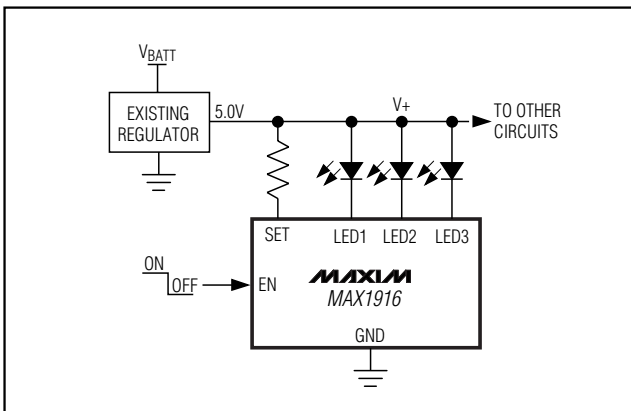 VBATT
EXISTING
REGULATOR
5.0V
V+
TO OTHER
CIRCUITS
SET
LED1
LED2
LED3
ON
OFF
EN
MAXIM
MAX1916
GND